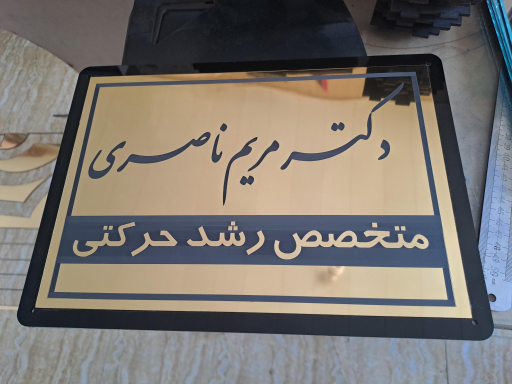 دکتر مریم ناصری
متخصص رشد حرکتی